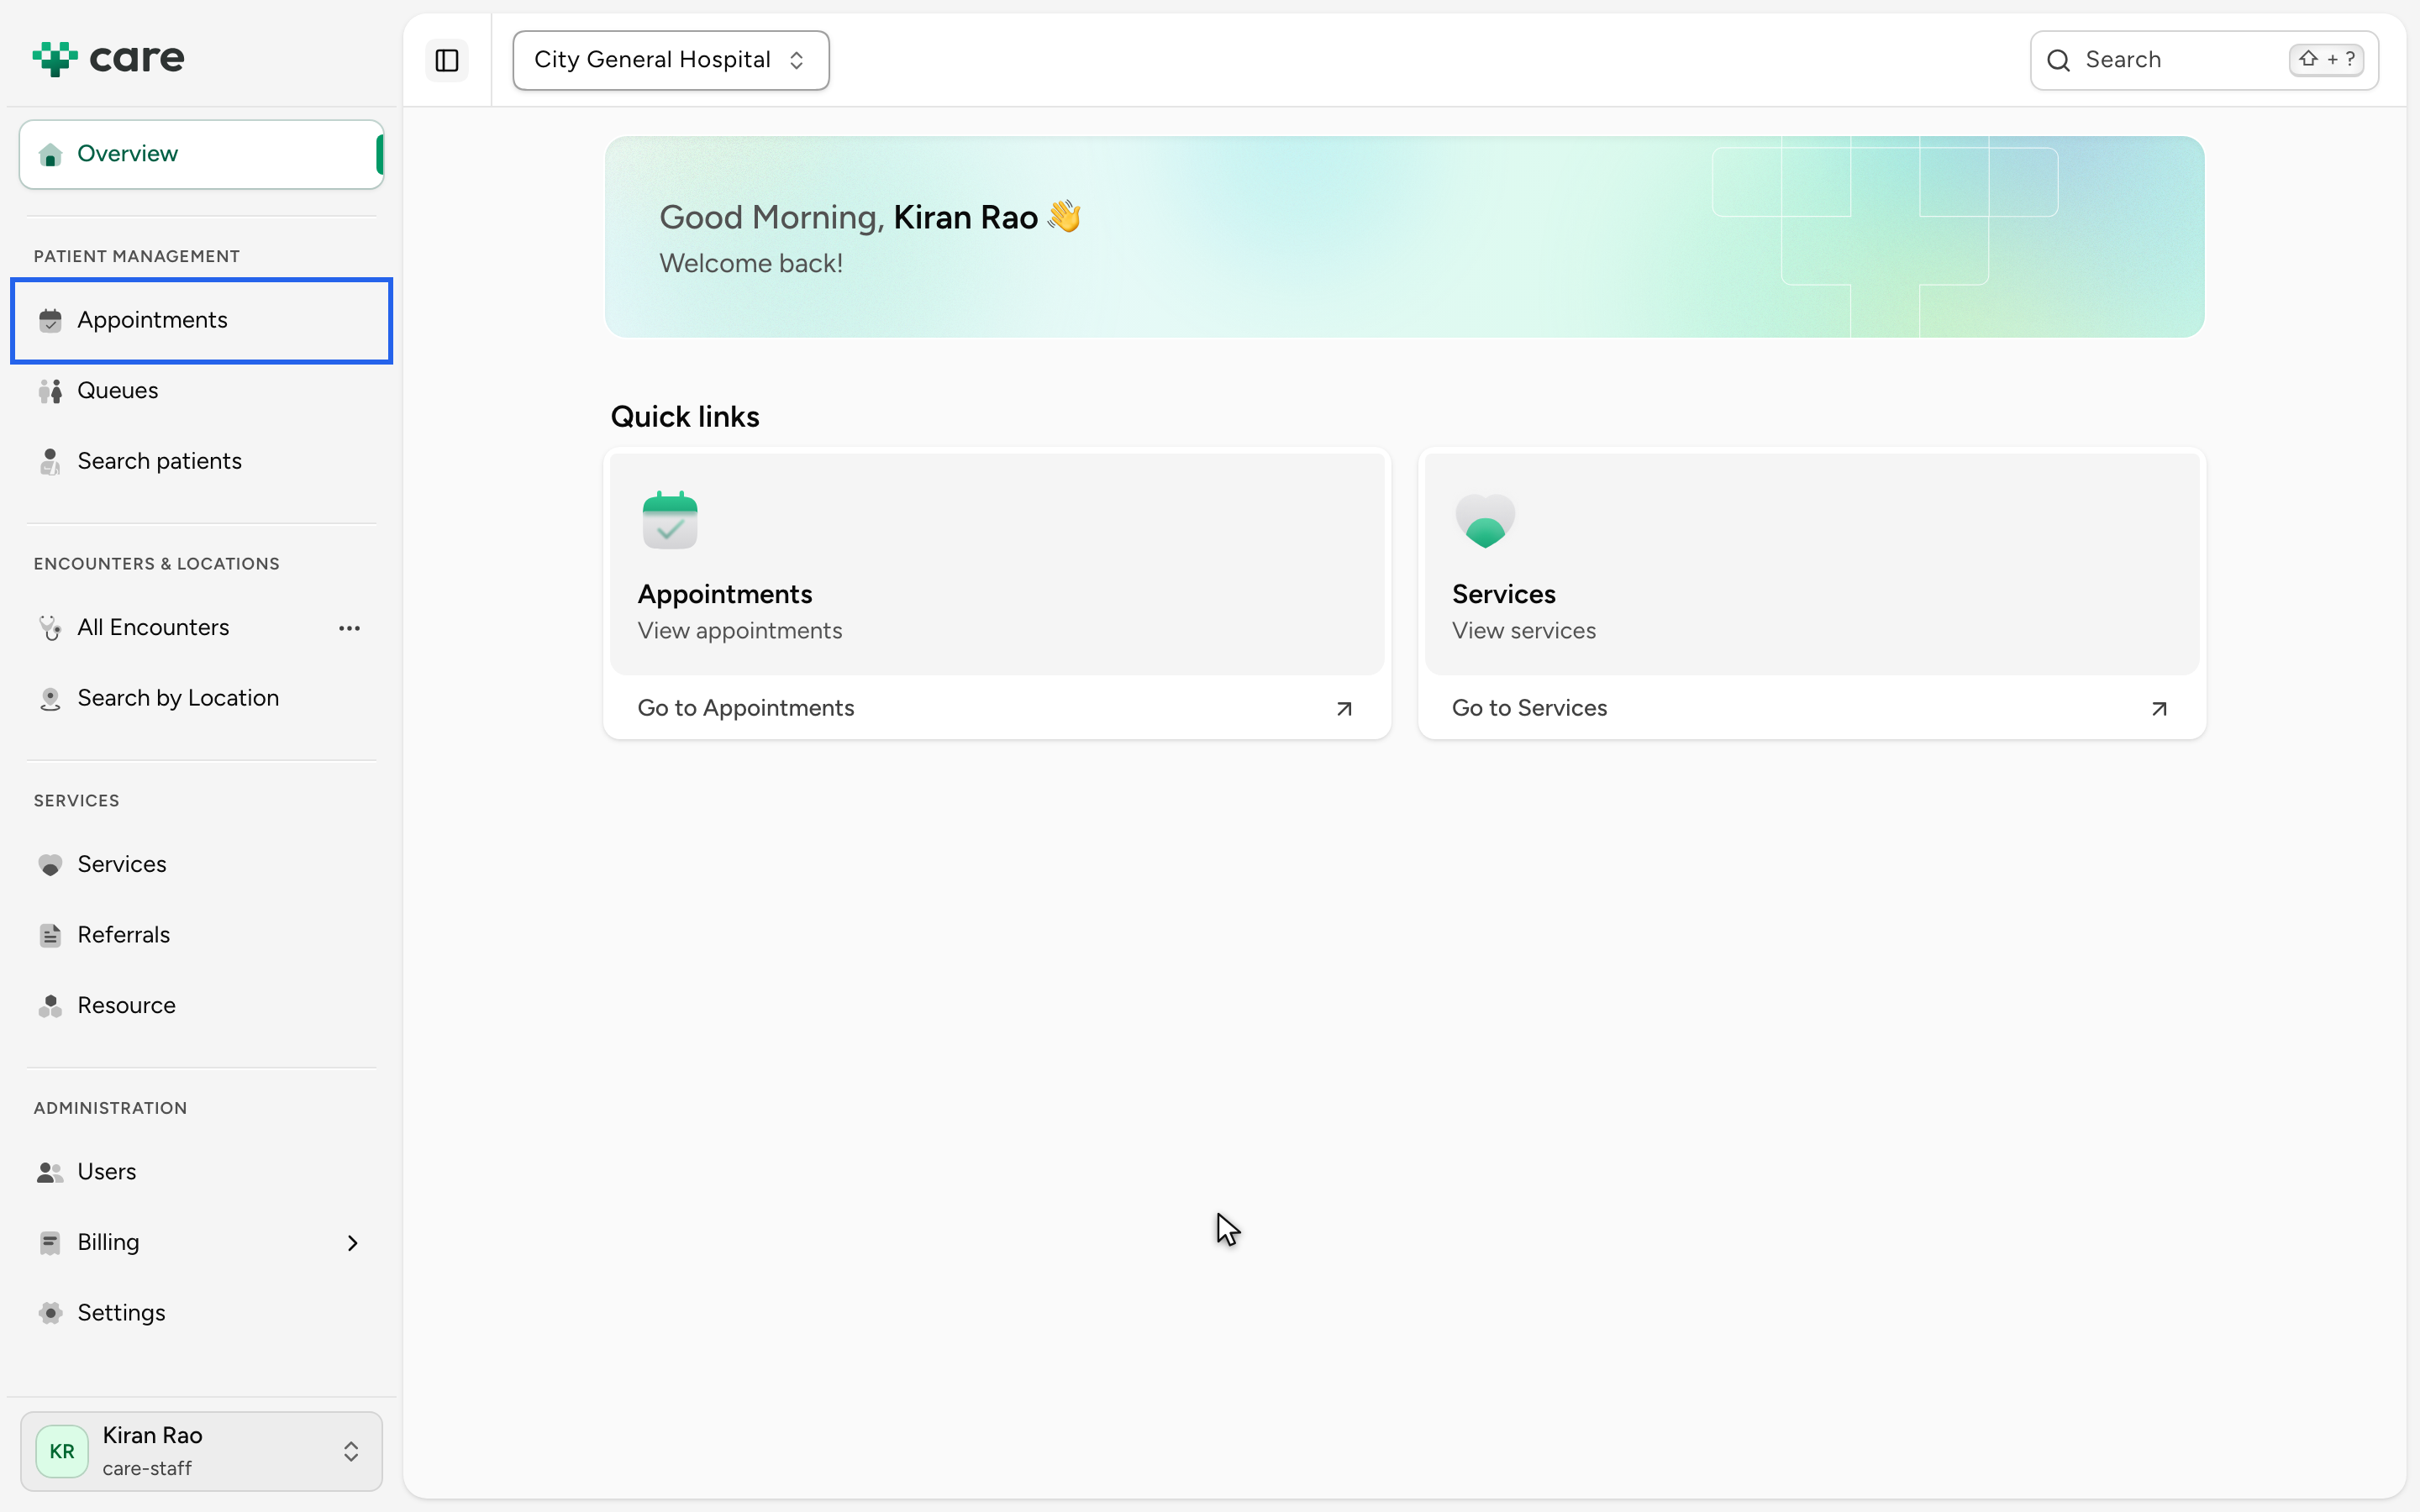 care
City General Hospital
Search
+ ?
Overview
PATIENT MANAGEMENT
Appointments
Queues
Search patients
ENCOUNTERS & LOCATIONS
All Encounters
Search by Location
SERVICES
Services
Referrals
Resource
ADMINISTRATION
Users
Billing
Settings
KR
Kiran Rao
care-staff
Good Morning, Kiran Rao 👋
Welcome back!
Quick links
Appointments
View appointments
Go to Appointments
Services
View services
Go to Services